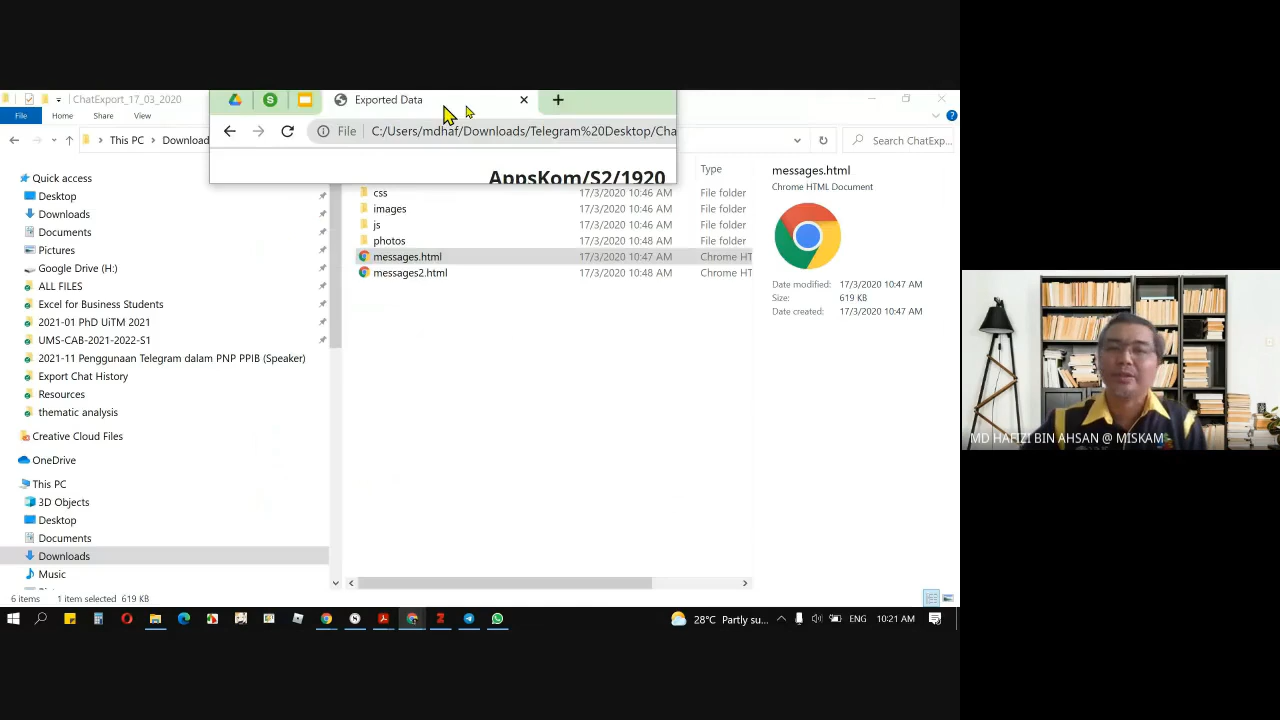 ChatExport_17_03_2020
File
Home
Share
View
This PC
Download
Search ChatExp...
Exported Data
File
C:/Users/mdhaf/Downloads/Telegram%20Desktop/Cha
AppsKom/S2/1920
Type
Quick access
Desktop
Downloads
Documents
Pictures
Google Drive (H:)
ALL FILES
Excel for Business Students
2021-01 PhD UiTM 2021
UMS-CAB-2021-2022-S1
2021-11 Penggunaan Telegram dalam PNP PPIB (Speaker)
Export Chat History
Resources
thematic analysis
Creative Cloud Files
OneDrive
This PC
3D Objects
Desktop
Documents
Downloads
Music
css 17/3/2020 10:46 AM File folder
images 17/3/2020 10:46 AM File folder
js 17/3/2020 10:46 AM File folder
photos 17/3/2020 10:48 AM File folder
messages.html 17/3/2020 10:47 AM Chrome HT
messages2.html 17/3/2020 10:48 AM Chrome HT
messages.html
Chrome HTML Document
Date modified: 17/3/2020 10:47 AM
Size: 619 KB
Date created: 17/3/2020 10:47 AM
MD HAFIZI BIN AHSAN @ MISKAM -
6 items 1 item selected 619 KB
28°C Partly su... ENG 10:21 AM